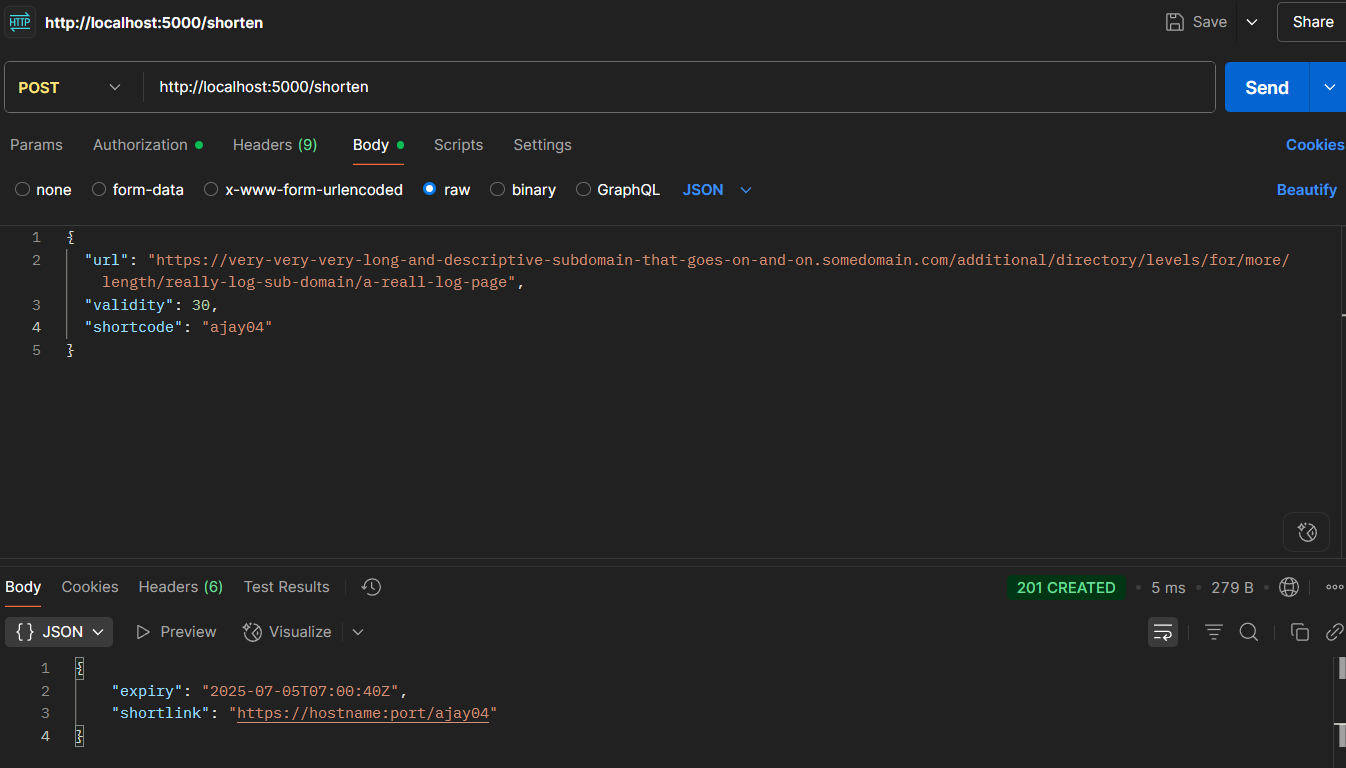 HTTP http://localhost:5000/shorten Save Share
POST http://localhost:5000/shorten Send
Params Authorization Headers (9) Body Scripts Settings Cookies
none form-data x-www-form-urlencoded raw binary GraphQL JSON Beautify
1 {
2 "url": "https://very-very-very-long-and-descriptive-subdomain-that-goes-on-and-on.somedomain.com/additional/directory/levels/for/more/
length/really-log-sub-domain/a-reall-log-page",
3 "validity": 30,
4 "shortcode": "ajay04"
5 }
Body Cookies Headers (6) Test Results 201 CREATED • 5 ms • 279 B •
{} JSON Preview Visualize
1 {
2 "expiry": "2025-07-05T07:00:40Z",
3 "shortlink": "https://hostname:port/ajay04"
4 }